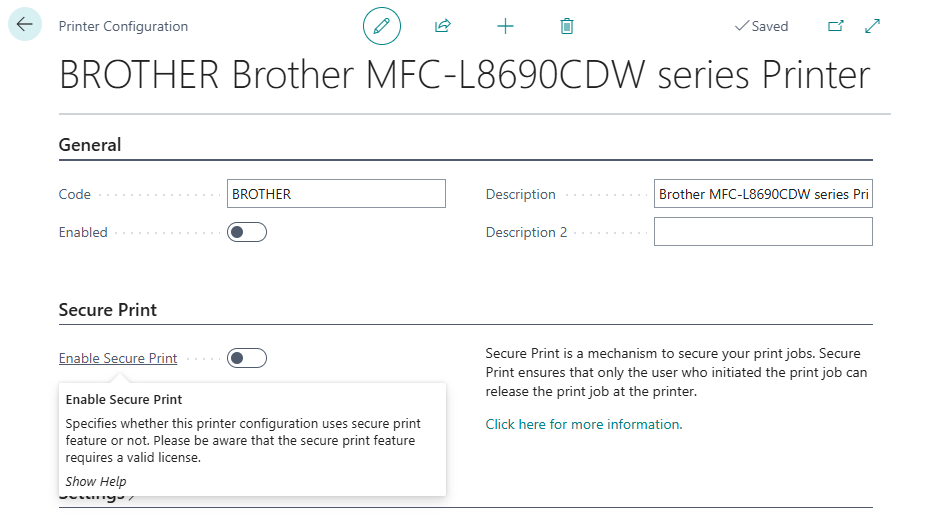 Printer Configuration
Saved
BROTHER Brother MFC-L8690CDW series Printer
General
Code
BROTHER
Description
Brother MFC-L8690CDW series Pri
Enabled
Description 2
Secure Print
Enable Secure Print
Secure Print is a mechanism to secure your print jobs. Secure
Print ensures that only the user who initiated the print job can
release the print job at the printer.
Click here for more information.
Enable Secure Print
Specifies whether this printer configuration uses secure print
feature or not. Please be aware that the secure print feature
requires a valid license.
Show Help
Settings